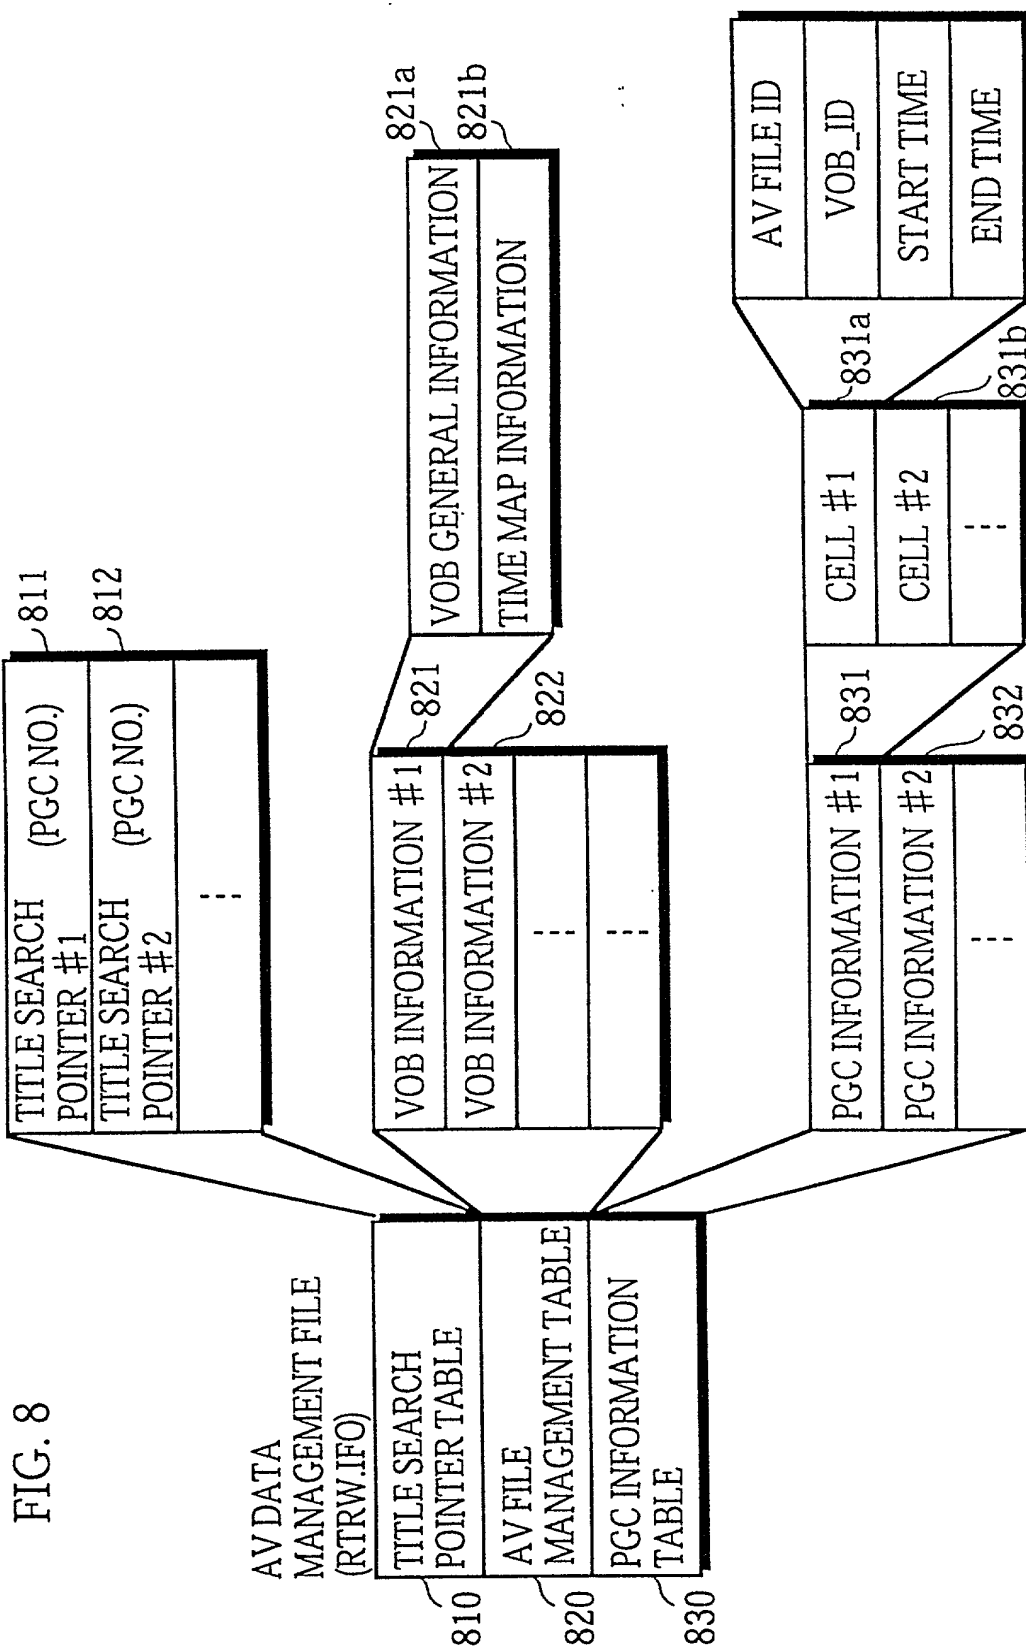 FIG. 8
AV DATA
MANAGEMENT FILE
(RTRW.IFO)
TITLE SEARCH
POINTER TABLE
810
AV FILE
MANAGEMENT TABLE
820
PGC INFORMATION
TABLE
830
TITLE SEARCH (PGC NO.)
POINTER #1
811
TITLE SEARCH (PGC NO.)
POINTER #2
812
---
VOB INFORMATION #1
821
VOB INFORMATION #2
822
---
---
VOB GENERAL INFORMATION
821a
TIME MAP INFORMATION
821b
PGC INFORMATION #1
831
PGC INFORMATION #2
832
---
CELL #1
831a
CELL #2
831b
---
AV FILE ID
VOB_ID
START TIME
END TIME